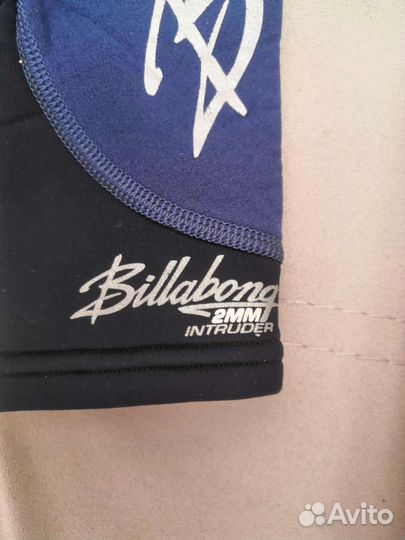 Billabong
2MM
INTRUDER
Avito